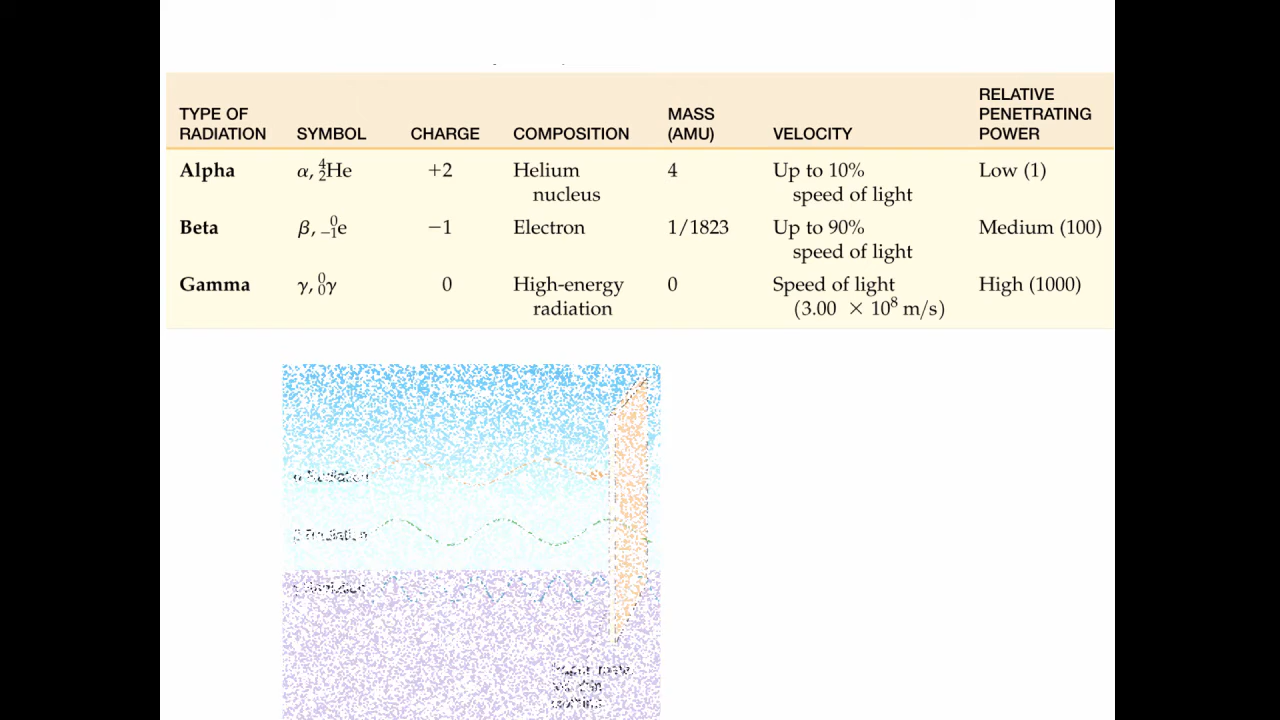 TYPE OF RADIATION SYMBOL CHARGE COMPOSITION MASS (AMU) VELOCITY RELATIVE PENETRATING POWER
Alpha α, ⁴₂He +2 Helium nucleus 4 Up to 10% speed of light Low (1)
Beta β, ⁰₋₁e −1 Electron 1/1823 Up to 90% speed of light Medium (100)
Gamma γ, ⁰₀γ 0 High-energy radiation 0 Speed of light (3.00 × 10⁸ m/s) High (1000)